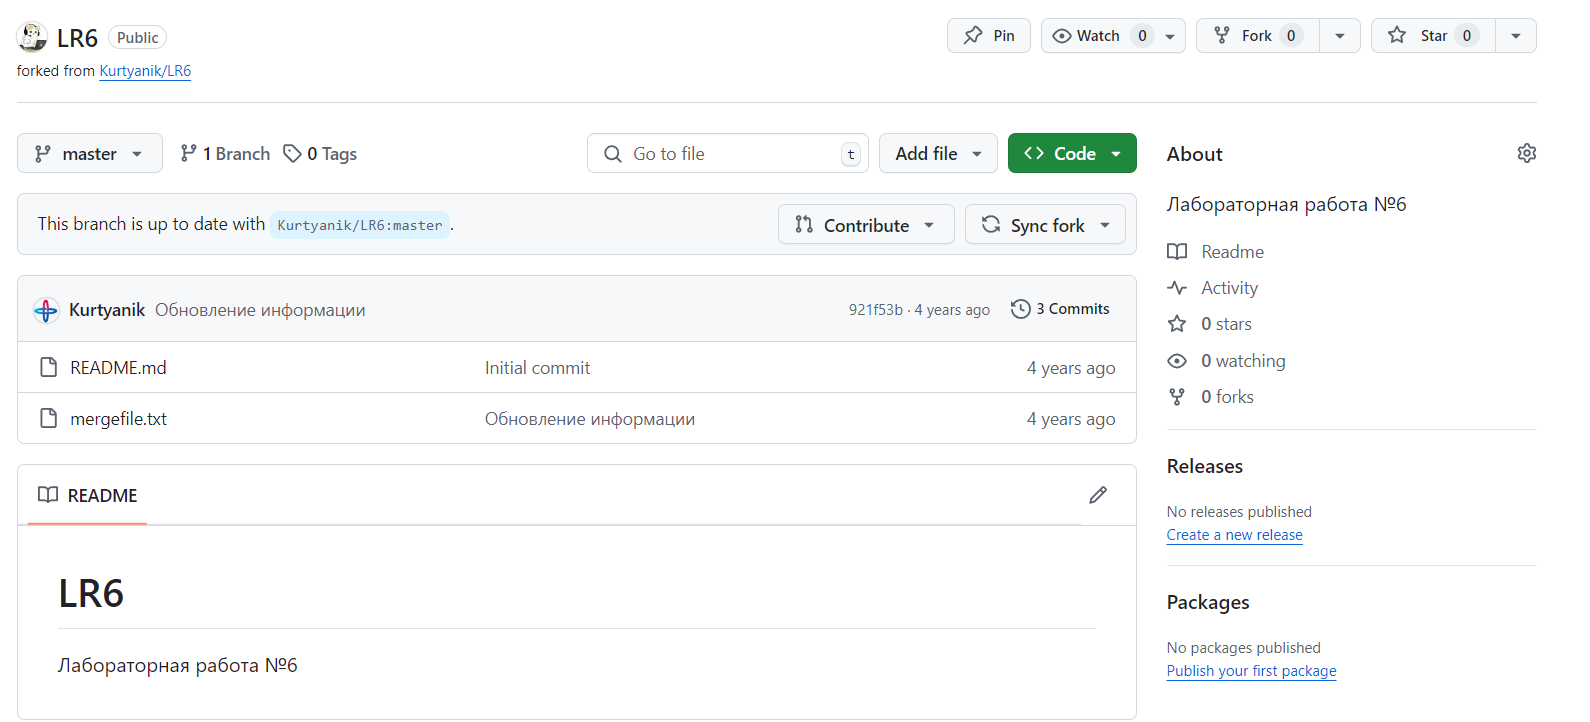 LR6 Public Pin Watch 0 Fork 0 Star 0
forked from Kurtyanik/LR6
master 1 Branch 0 Tags Go to file t Add file Code
This branch is up to date with Kurtyanik/LR6:master. Contribute Sync fork
Kurtyanik Обновление информации 921f53b · 4 years ago 3 Commits
README.md Initial commit 4 years ago
mergefile.txt Обновление информации 4 years ago
README
LR6
Лабораторная работа №6
About
Лабораторная работа №6
Readme
Activity
0 stars
0 watching
0 forks
Releases
No releases published
Create a new release
Packages
No packages published
Publish your first package